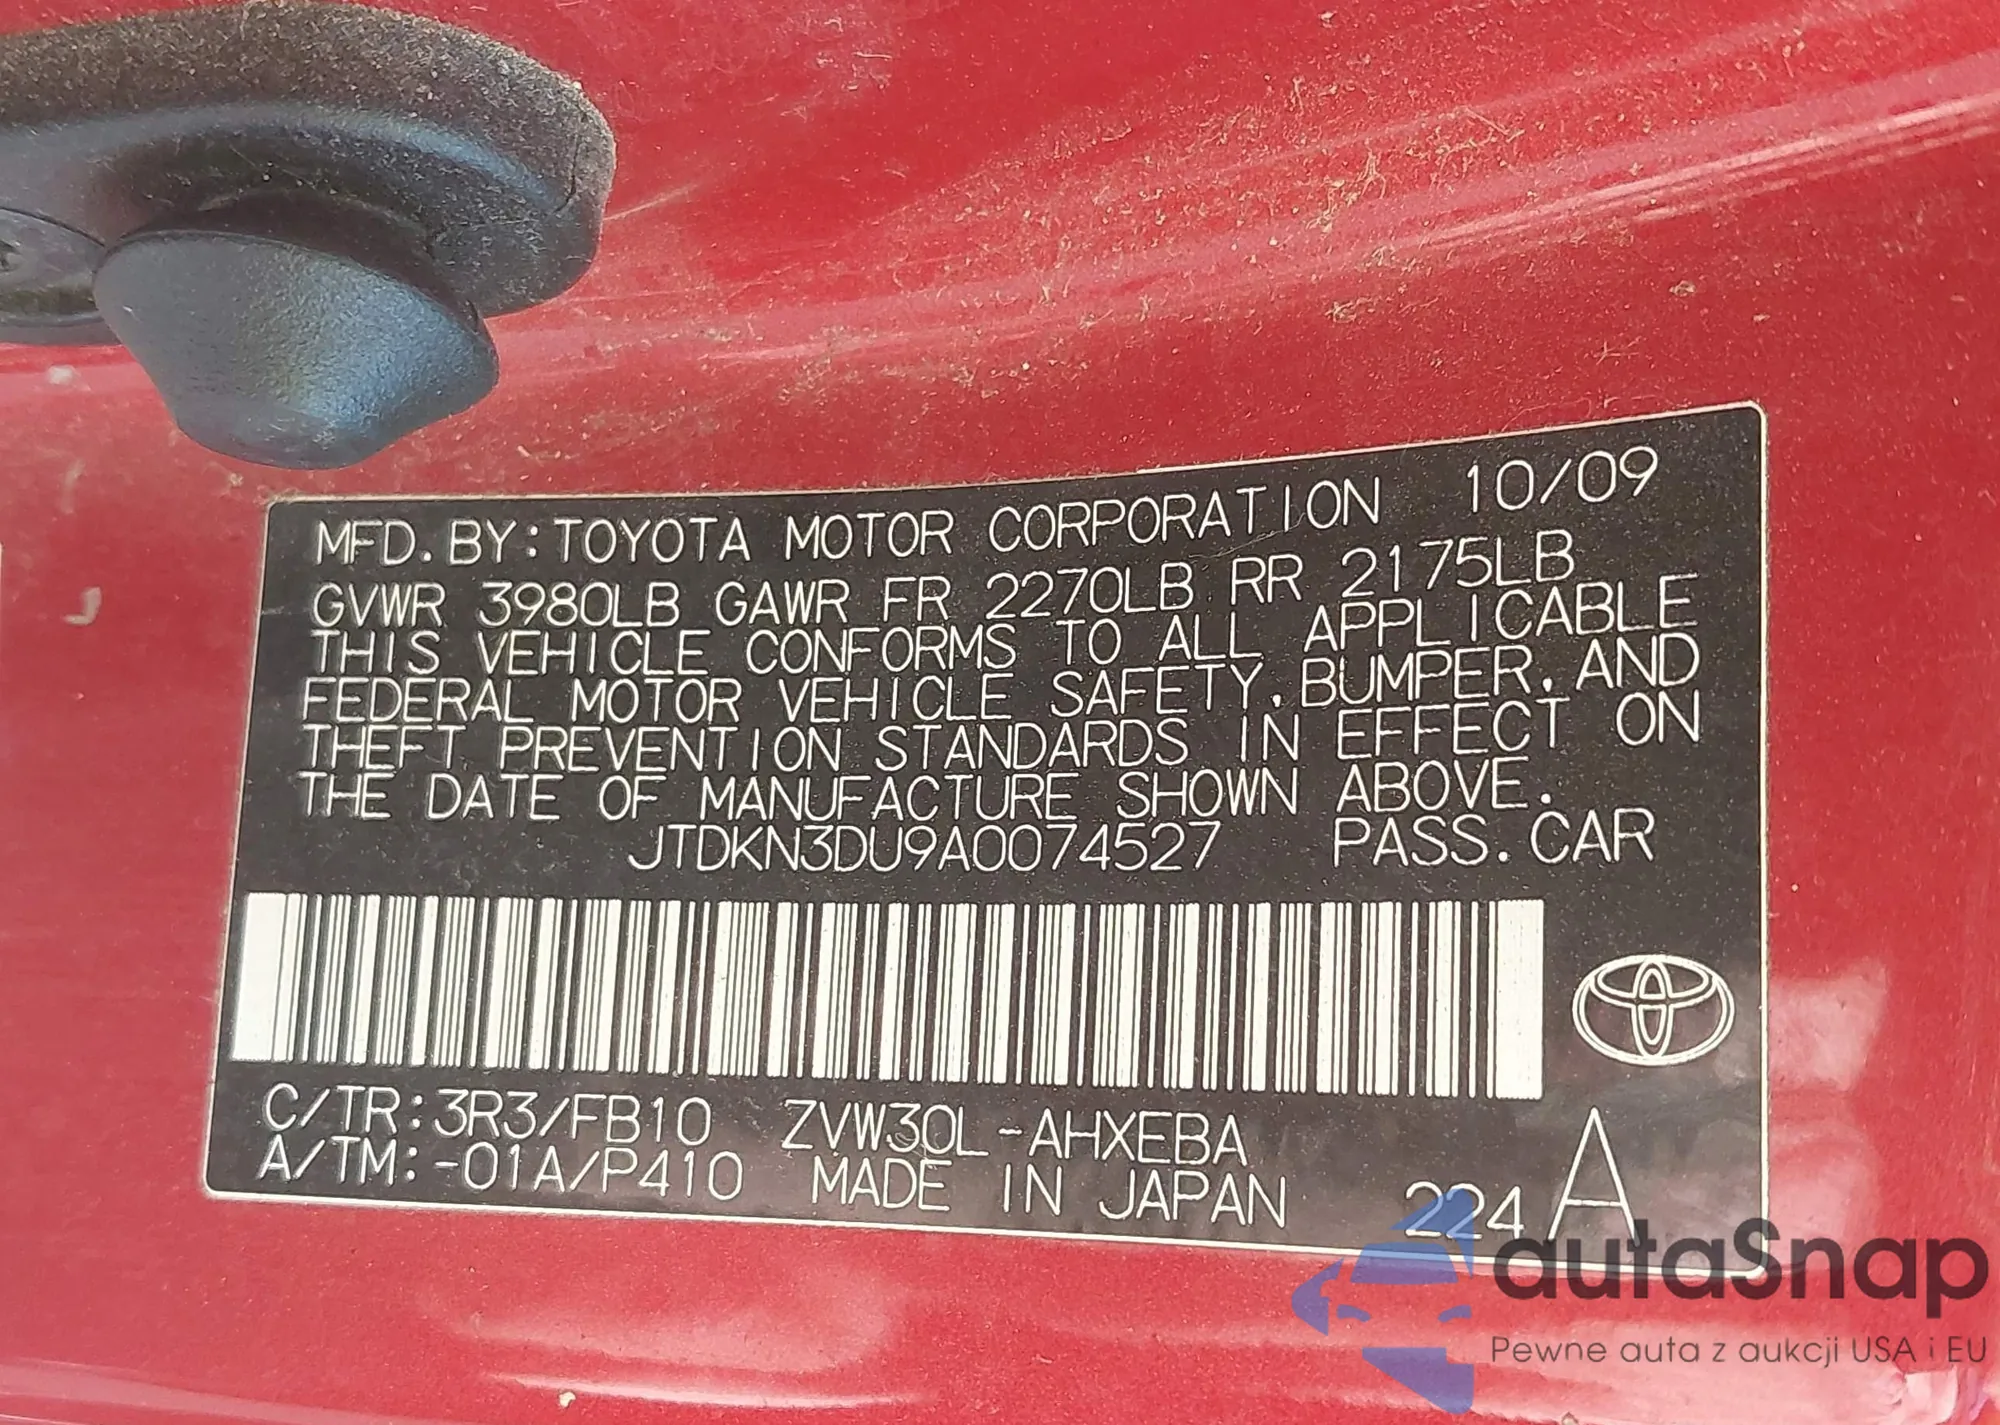 MFD. BY: TOYOTA MOTOR CORPORATION 10/09
GVWR 3980LB GAWR FR 2270LB RR 2175LB
THIS VEHICLE CONFORMS TO ALL APPLICABLE
FEDERAL MOTOR VEHICLE SAFETY, BUMPER, AND
THEFT PREVENTION STANDARDS IN EFFECT ON
THE DATE OF MANUFACTURE SHOWN ABOVE.
JTDKN3DU9A0074527 PASS. CAR
C/TR:3R3/FB10 ZVW30L-AHXEBA
A/TM:-01A/P410 MADE IN JAPAN 224 A
autaSnap
Pewne auta z aukcji USA i EU